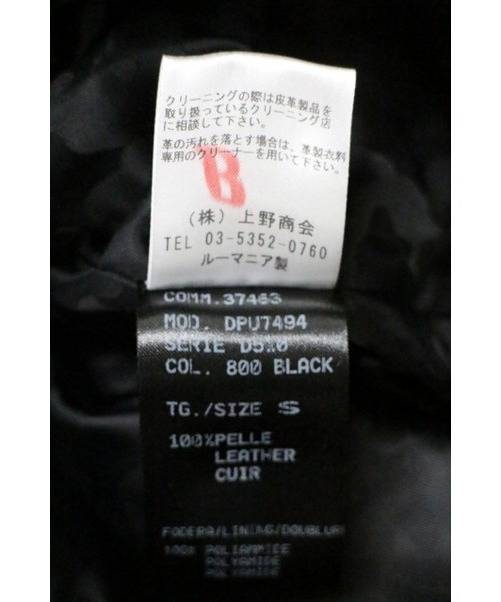 クリーニングの際は皮革製品を
取り扱っているクリーニング店
に相談して下さい。
革の汚れを落とす場合は、革製衣料
専用のクリーナーを用いて下さい。
B
(株)上野商会
TEL 03-5352-0760
ルーマニア製
COMM.37463
MOD. DPU7494
SERIE D5.0
COL. 800 BLACK
TG./SIZE S
100%PELLE
LEATHER
CUIR
FODERA/LINING/DOUBLURE
100% POLIAMMIDE
POLYAMIDE
POLYAMIDE